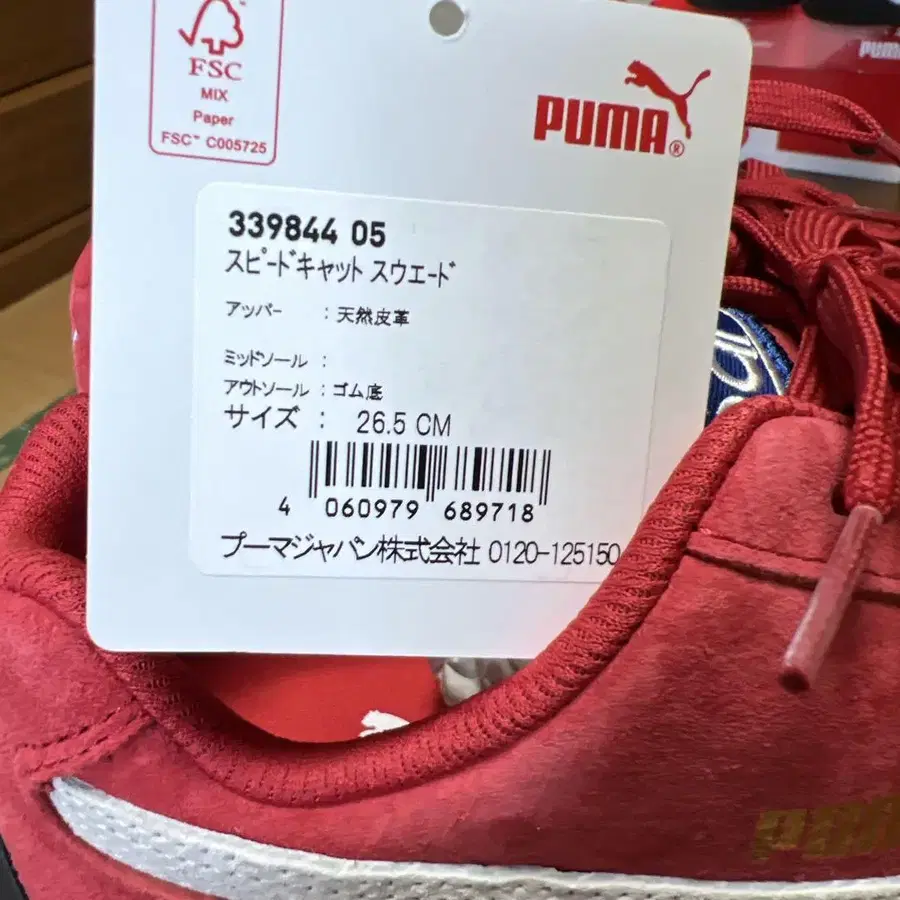 FSC
MIX
Paper
FSC™ C005725
PUMA®
339844 05
スピードキャット スウエード
アッパー : 天然皮革
ミッドソール :
アウトソール : ゴム底
サイズ : 26.5 CM
4 060979 689718
プーマジャパン株式会社 0120-125150